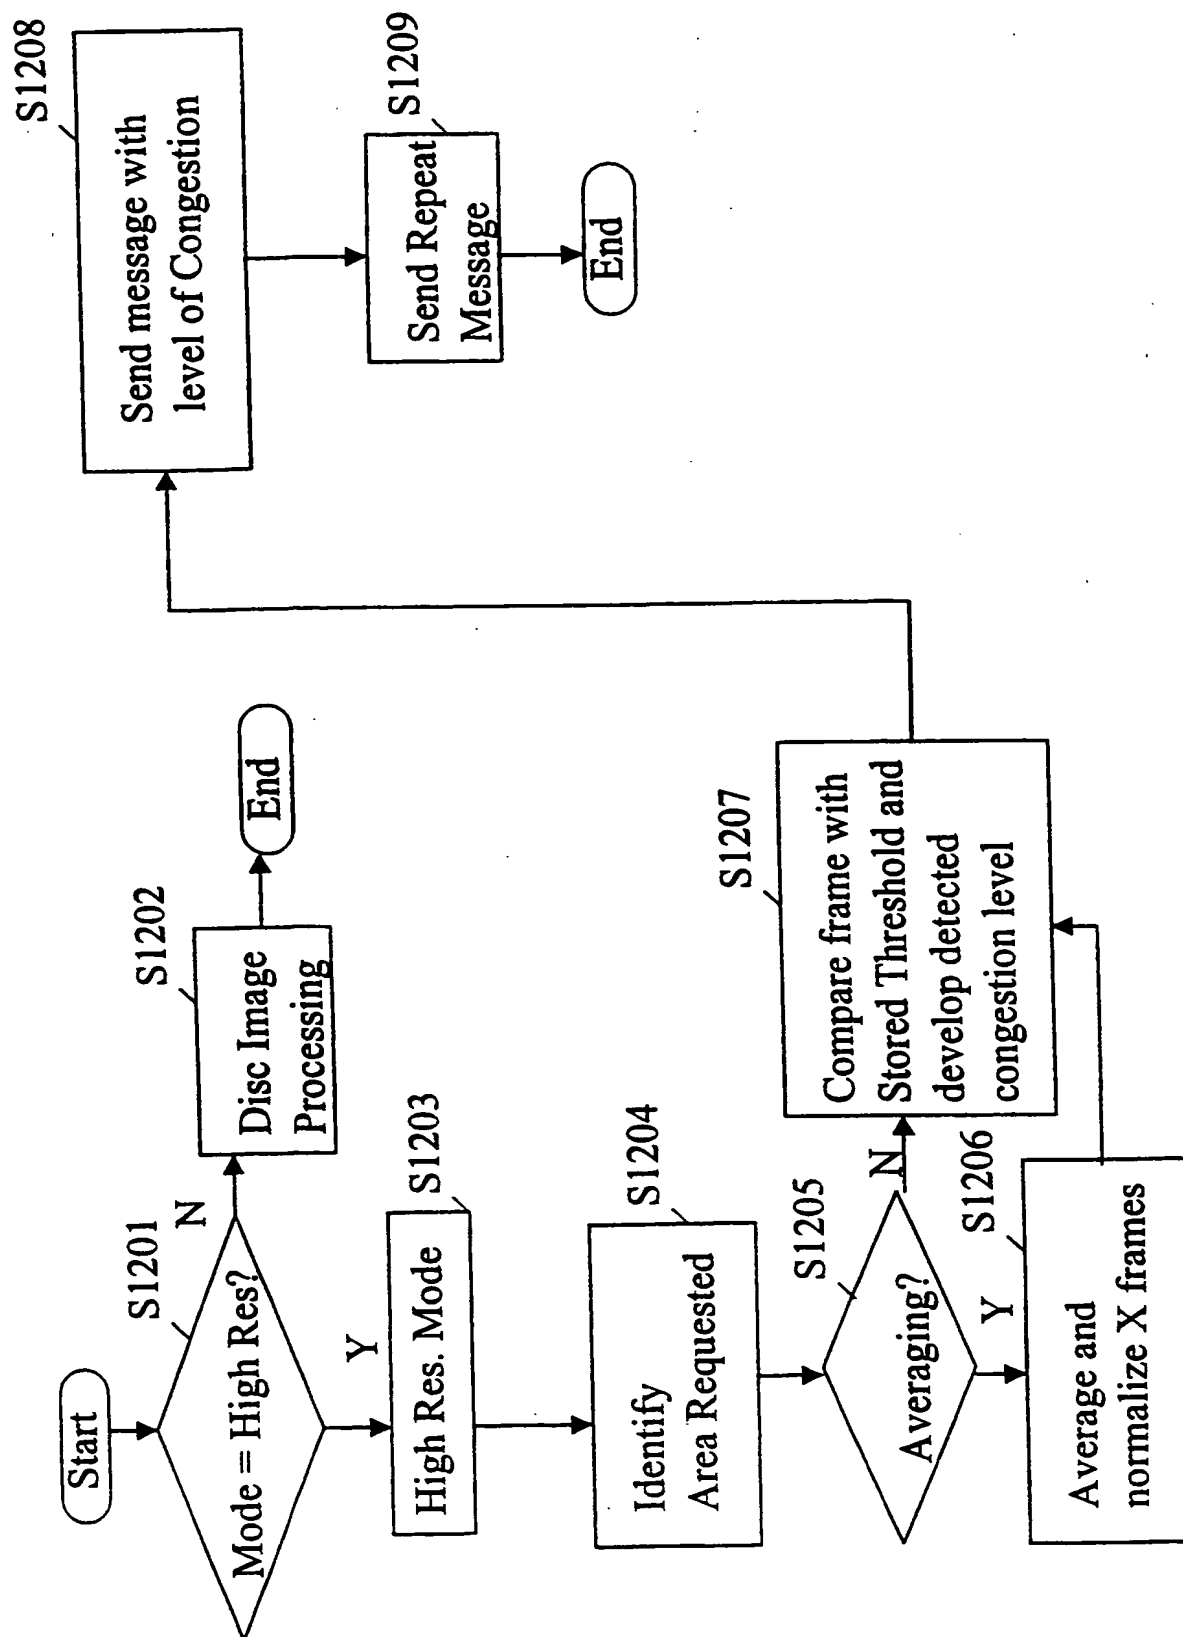 Start
S1201
Mode = High Res?
N
S1202
Disc Image
Processing
End
Y
S1203
High Res. Mode
S1204
Identify
Area Requested
S1205
Averaging?
N
Y
S1206
Average and
normalize X frames
S1207
Compare frame with
Stored Threshold and
develop detected
congestion level
S1208
Send message with
level of Congestion
S1209
Send Repeat
Message
End